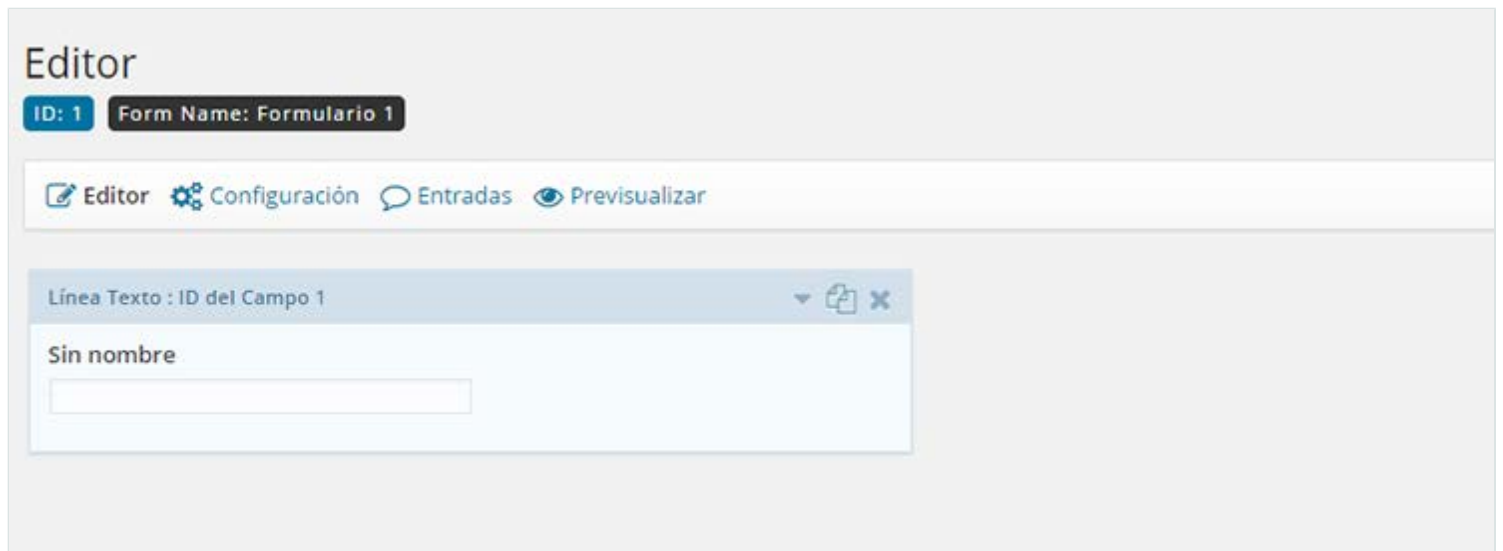 Editor
ID: 1 Form Name: Formulario 1
Editor Configuración Entradas Previsualizar
Línea Texto : ID del Campo 1
Sin nombre